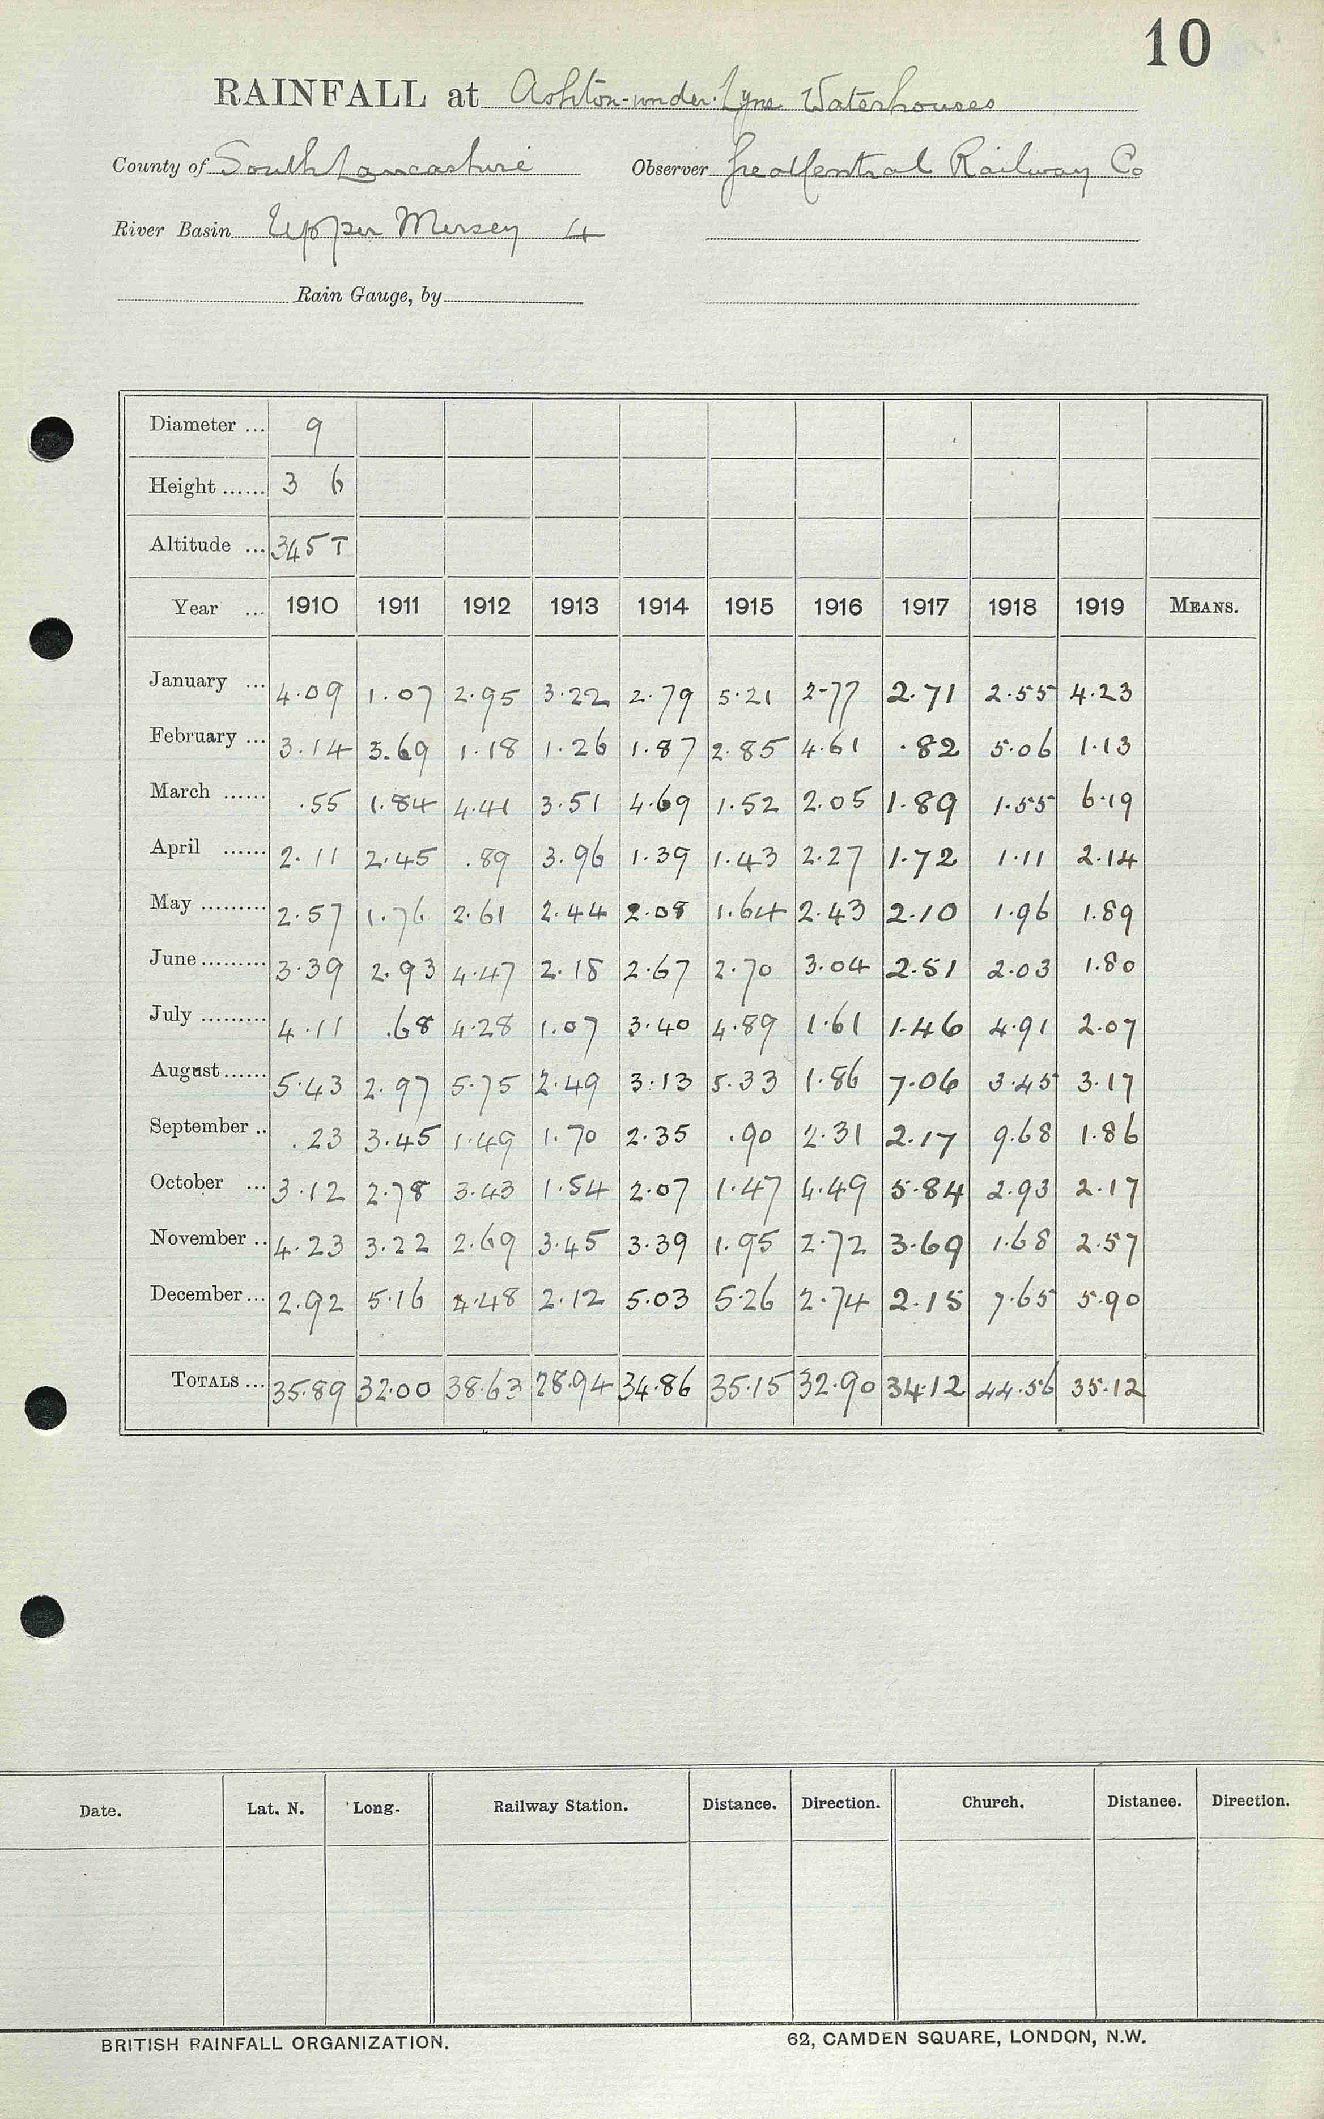 10
RAINFALL at Ashton-under-Lyne Waterhouses
County of South Lancashire Observer Great Central Railway Co
River Basin Upper Mersey 4
Rain Gauge, by
Diameter ... 9
Height ...... 3 6
Altitude ... 345 T
Year ... 1910 1911 1912 1913 1914 1915 1916 1917 1918 1919 MEANS.
January ... 4.09 1.07 2.95 3.22 2.79 5.21 2.77 2.71 2.55 4.23
February ... 3.14 3.69 1.18 1.26 1.87 2.85 4.61 .82 5.06 1.13
March ...... .55 1.84 4.41 3.51 4.69 1.52 2.05 1.89 1.55 6.19
April ...... 2.11 2.45 .89 3.96 1.39 1.43 2.27 1.72 1.11 2.14
May ......... 2.57 1.76 2.61 2.44 2.08 1.64 2.43 2.10 1.96 1.89
June ......... 3.39 2.93 4.47 2.18 2.67 2.70 3.04 2.51 2.03 1.80
July ......... 4.11 .68 4.28 1.07 3.40 4.89 1.61 1.46 4.91 2.07
August ...... 5.43 2.97 5.75 2.49 3.13 5.33 1.86 7.06 3.45 3.17
September .. .23 3.45 1.49 1.70 2.35 .90 2.31 2.17 9.68 1.86
October ... 3.12 2.78 3.43 1.54 2.07 1.47 4.49 5.84 2.93 2.17
November .. 4.23 3.22 2.69 3.45 3.39 1.95 2.72 3.69 1.68 2.57
December ... 2.92 5.16 4.48 2.12 5.03 5.26 2.74 2.15 7.65 5.90
TOTALS ... 35.89 32.00 38.63 28.94 34.86 35.15 32.90 34.12 44.56 35.12
Date. Lat. N. Long. Railway Station. Distance. Direction. Church. Distance. Direction.
BRITISH RAINFALL ORGANIZATION. 62, CAMDEN SQUARE, LONDON, N.W.